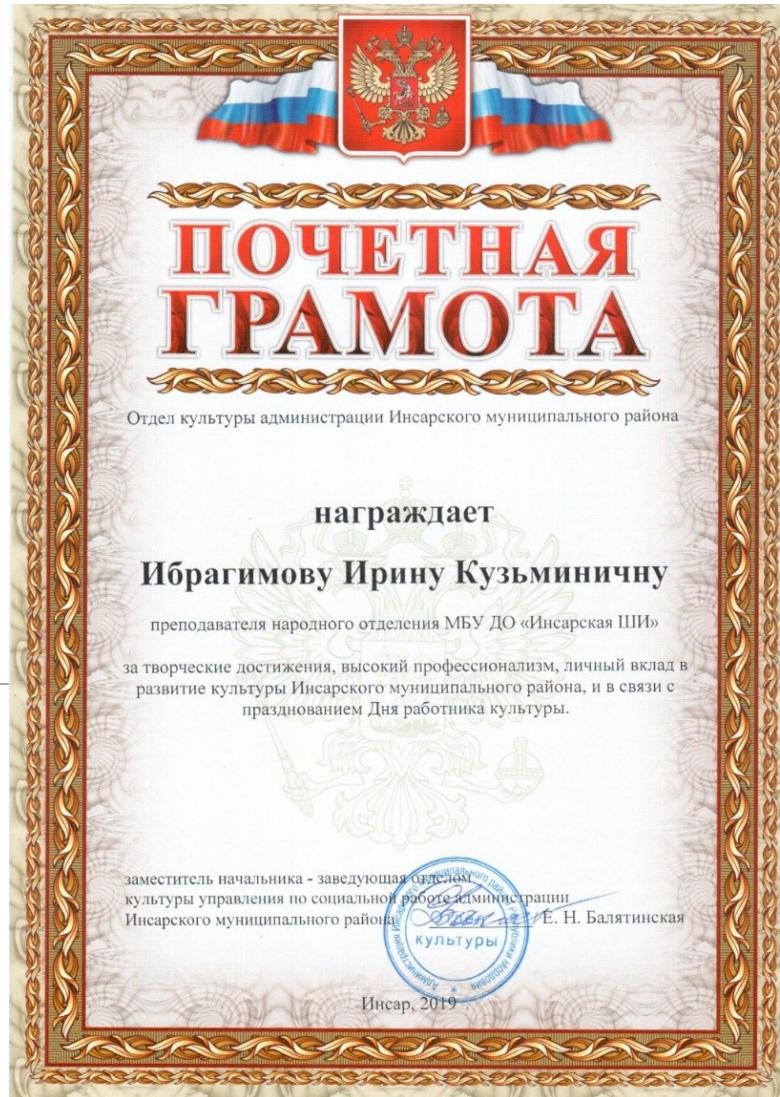 ПОЧЕТНАЯ
ГРАМОТА
Отдел культуры администрации Инсарского муниципального района
награждает
Ибрагимову Ирину Кузьминичну
преподавателя народного отделения МБУ ДО «Инсарская ШИ»
за творческие достижения, высокий профессионализм, личный вклад в
развитие культуры Инсарского муниципального района, и в связи с
празднованием Дня работника культуры.
заместитель начальника - заведующая отделом
культуры управления по социальной работе администрации
Инсарского муниципального района Е. Н. Балятинская
культуры
Инсар, 2019